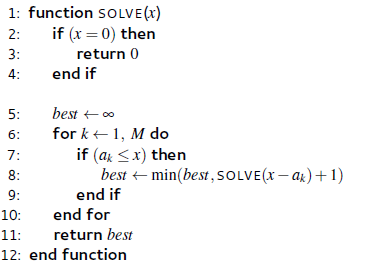 1: function SOLVE(x)
2: if (x = 0) then
3: return 0
4: end if
5: best ← ∞
6: for k ← 1, M do
7: if (aₖ ≤ x) then
8: best ← min(best, SOLVE(x − aₖ) + 1)
9: end if
10: end for
11: return best
12: end function